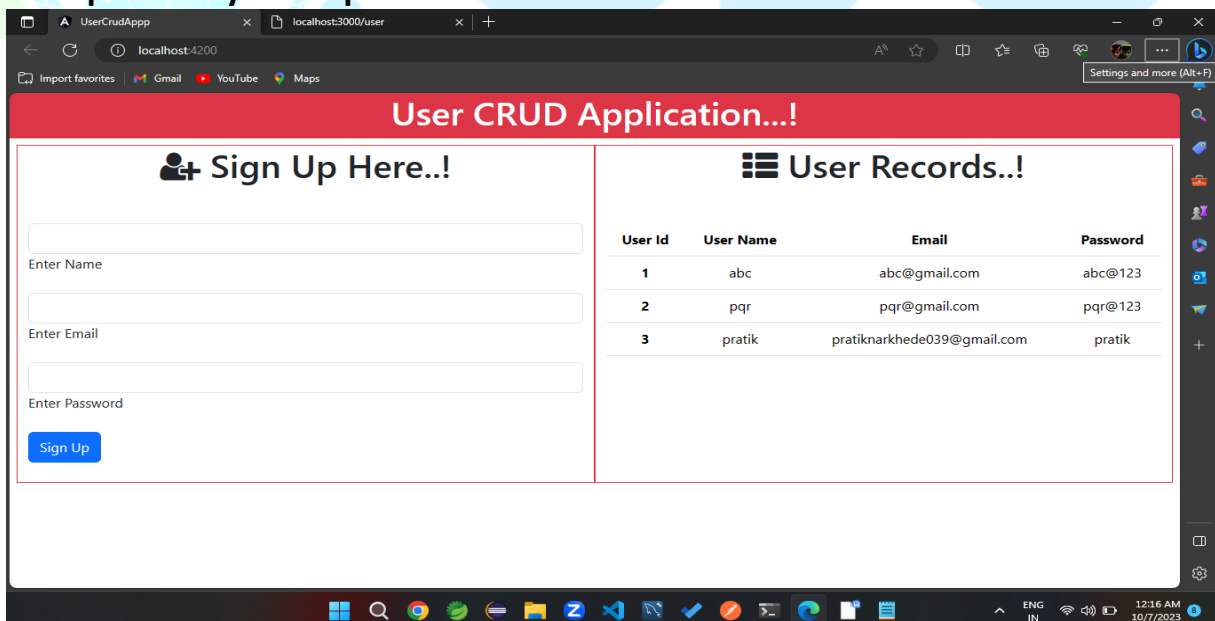 UserCrudAppp
localhost:3000/user
localhost:4200
Import favorites
Gmail
YouTube
Maps
Settings and more (Alt+F)
User CRUD Application...!
Sign Up Here..!
Enter Name
Enter Email
Enter Password
Sign Up
User Records..!
User Id User Name Email Password
1 abc abc@gmail.com abc@123
2 pqr pqr@gmail.com pqr@123
3 pratik pratiknarkhede039@gmail.com pratik
ENG
IN
12:16 AM
10/7/2023